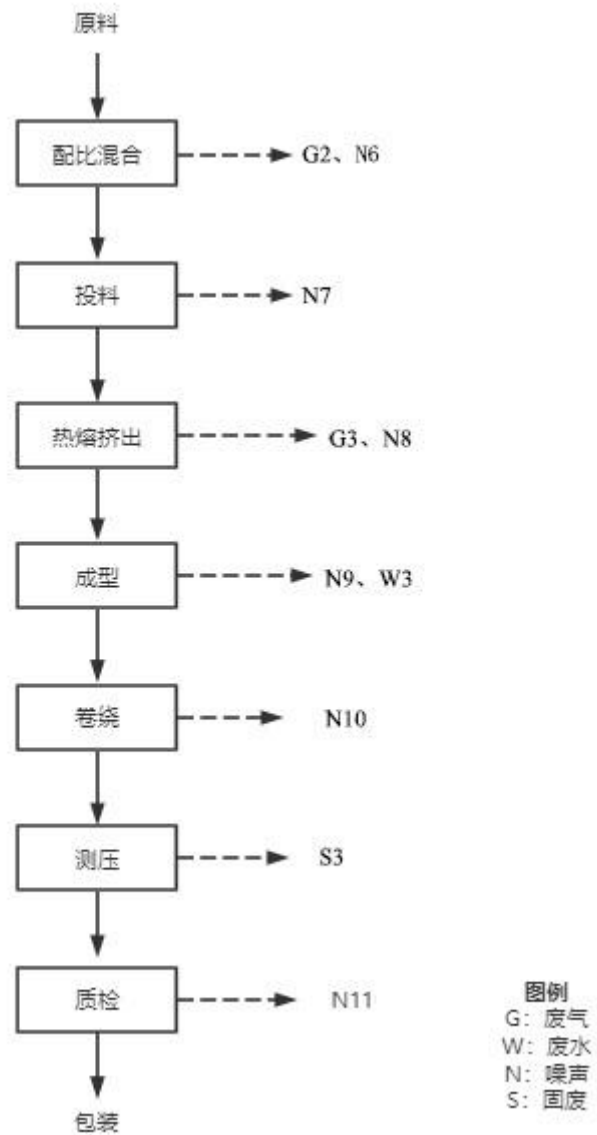 原料
配比混合
G2、N6
投料
N7
热熔挤出
G3、N8
成型
N9、W3
卷绕
N10
测压
S3
质检
N11
包装
图例
G：废气
W：废水
N：噪声
S：固废